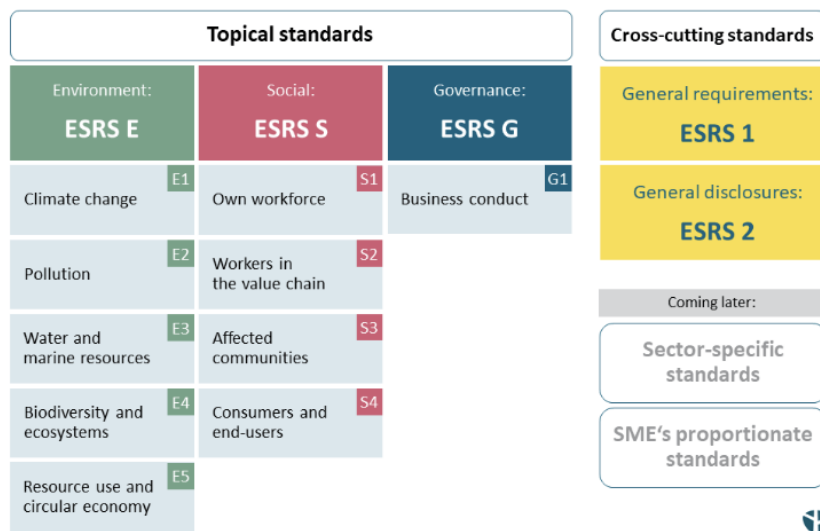 Topical standards
Cross-cutting standards
Environment:
ESRS E
Social:
ESRS S
Governance:
ESRS G
General requirements:
ESRS 1
General disclosures:
ESRS 2
E1
Climate change
S1
Own workforce
G1
Business conduct
E2
Pollution
S2
Workers in
the value chain
E3
Water and
marine resources
S3
Affected
communities
E4
Biodiversity and
ecosystems
S4
Consumers and
end-users
E5
Resource use and
circular economy
Coming later:
Sector-specific
standards
SME‘s proportionate
standards